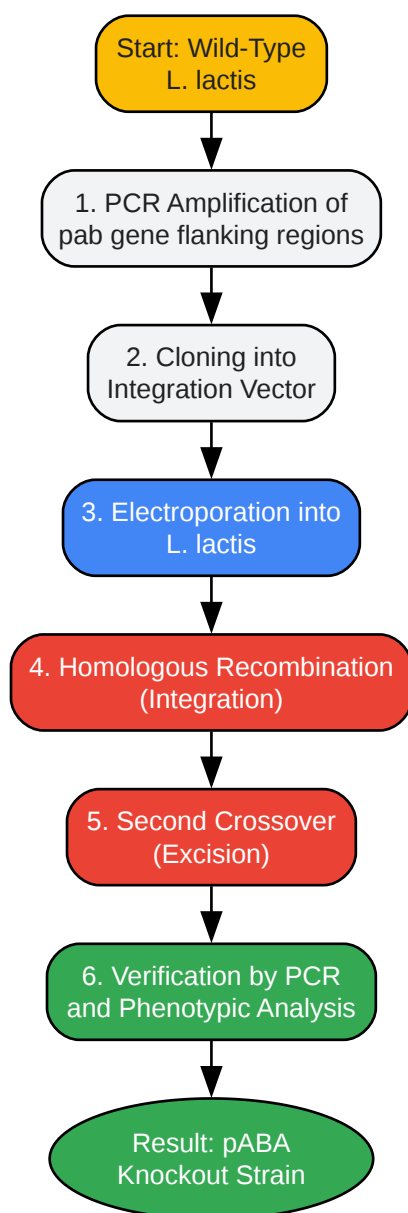 Start: Wild-Type
L. lactis
1. PCR Amplification of
pab gene flanking regions
2. Cloning into
Integration Vector
3. Electroporation into
L. lactis
4. Homologous Recombination
(Integration)
5. Second Crossover
(Excision)
6. Verification by PCR
and Phenotypic Analysis
Result: pABA
Knockout Strain